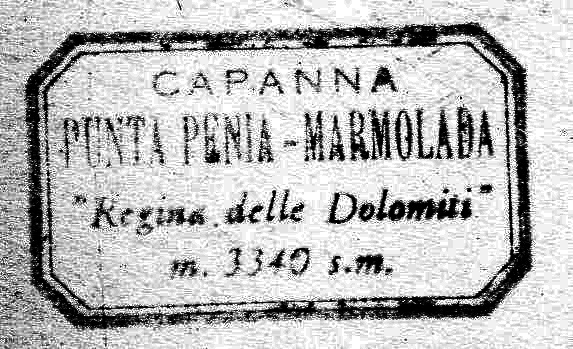 CAPANNA
PUNTA PENIA - MARMOLADA
"Regina delle Dolomiti"
m. 3340 s.m.